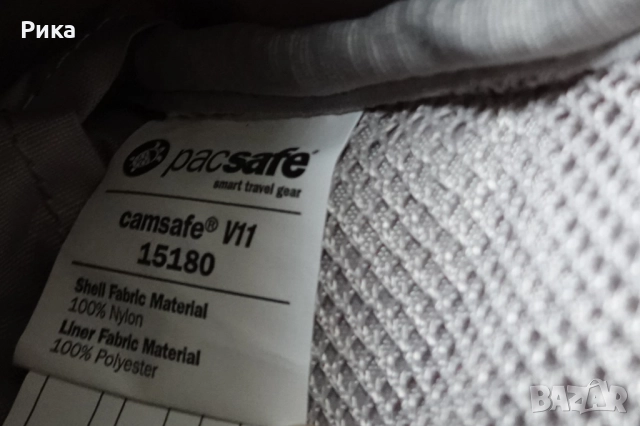 Рика
pacsafe
smart travel gear
camsafe® V11
15180
Shell Fabric Material
100% Nylon
Liner Fabric Material
100% Polyester
BAZAR